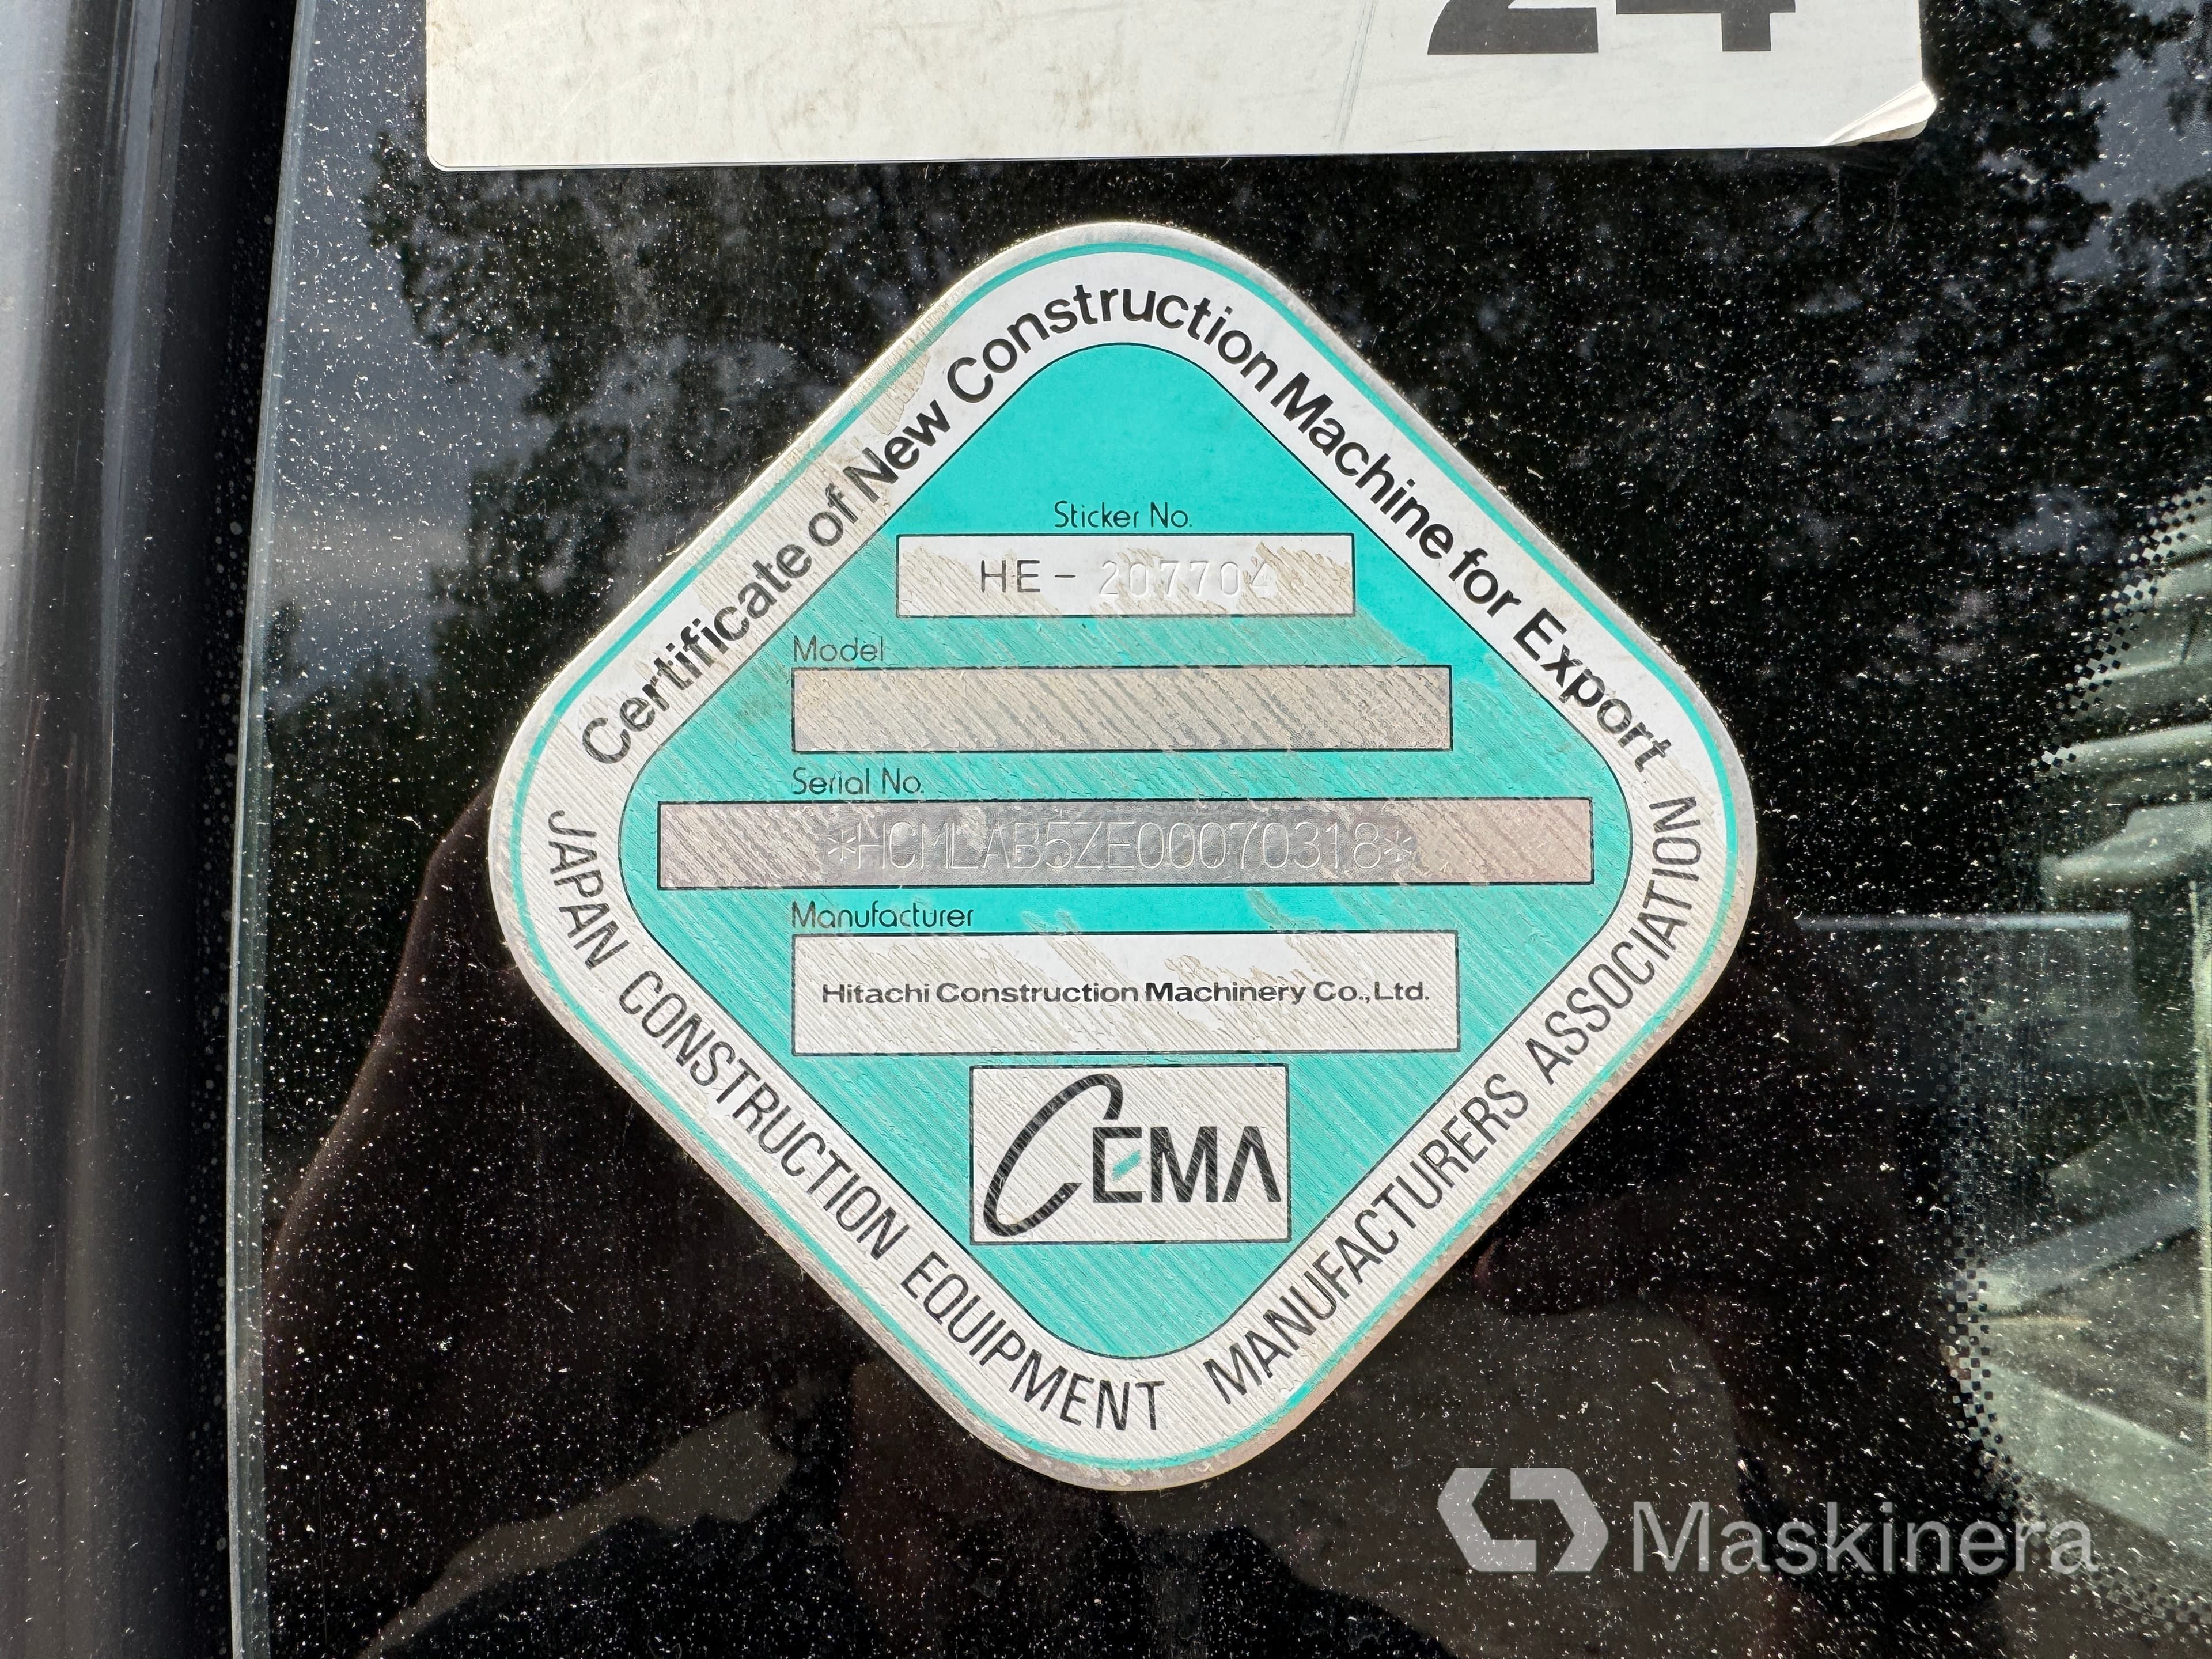 24
Certificate of New Construction Machine for Export
Sticker No.
HE - 207704
Model
Serial No.
*HCMLAB5ZE00070318*
Manufacturer
Hitachi Construction Machinery Co., Ltd.
CEMA
JAPAN CONSTRUCTION EQUIPMENT MANUFACTURERS ASSOCIATION
Maskinera